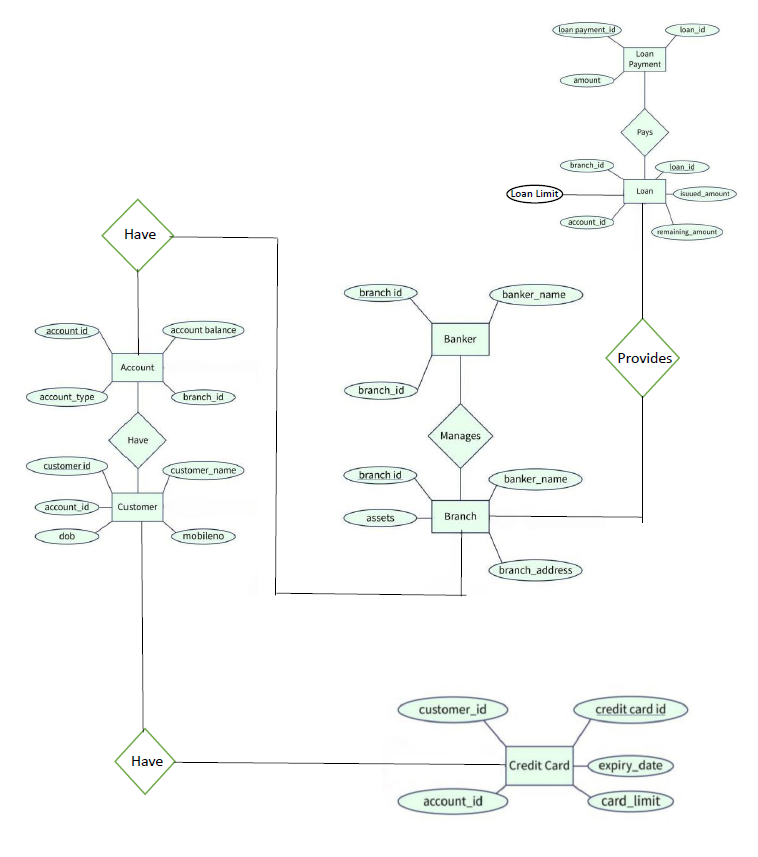 loan payment_id
loan_id
Loan
Payment
amount
Pays
branch_id
loan_id
Loan Limit
Loan
isuued_amount
account_id
remaining_amount
Have
branch id
banker_name
account id
account balance
Banker
Provides
Account
account_type
branch_id
branch_id
Have
Manages
customer id
customer_name
branch id
banker_name
account_id
Customer
assets
Branch
dob
mobileno
branch_address
customer_id
credit card id
Have
Credit Card
expiry_date
account_id
card_limit